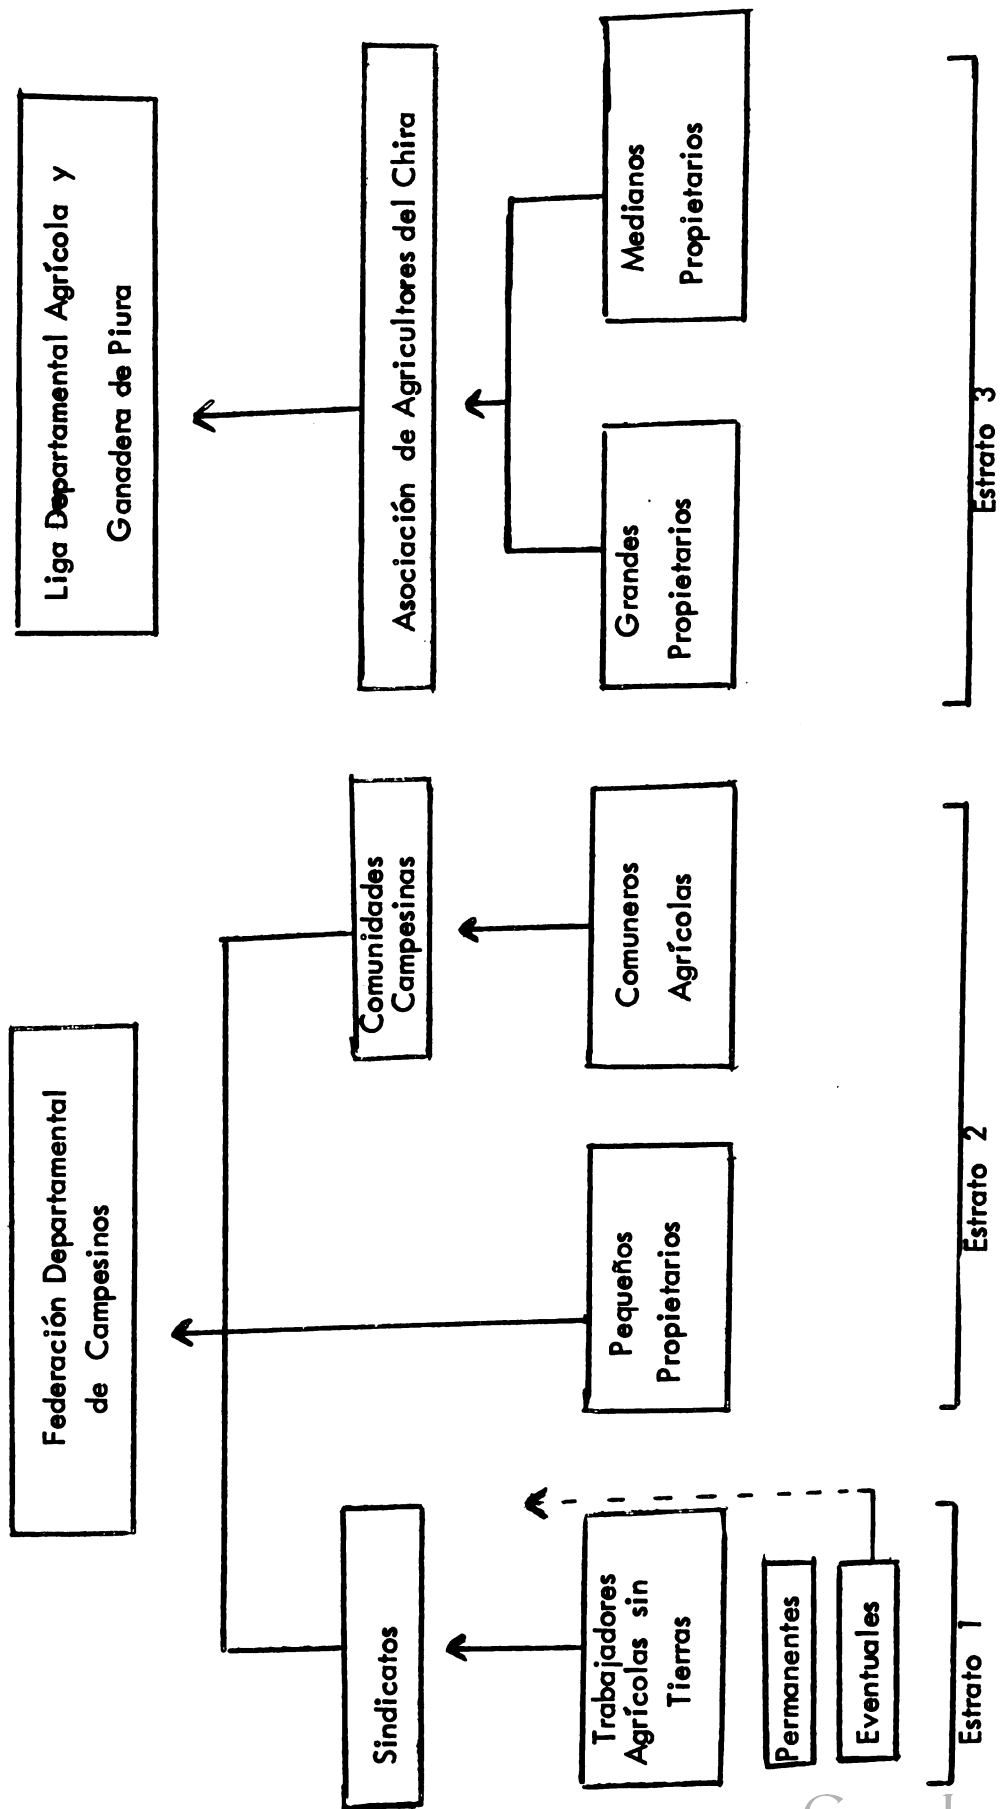 Federación Departamental
de Campesinos
Liga Departamental Agrícola y
Ganadera de Piura
Sindicatos
Comunidades
Campesinas
Asociación de Agricultores del Chira
Trabajadores
Agrícolas sin
Tierras
Pequeños
Propietarios
Comuneros
Agrícolas
Grandes
Propietarios
Medianos
Propietarios
Permanentes
Eventuales
Estrato 1
Estrato 2
Estrato 3